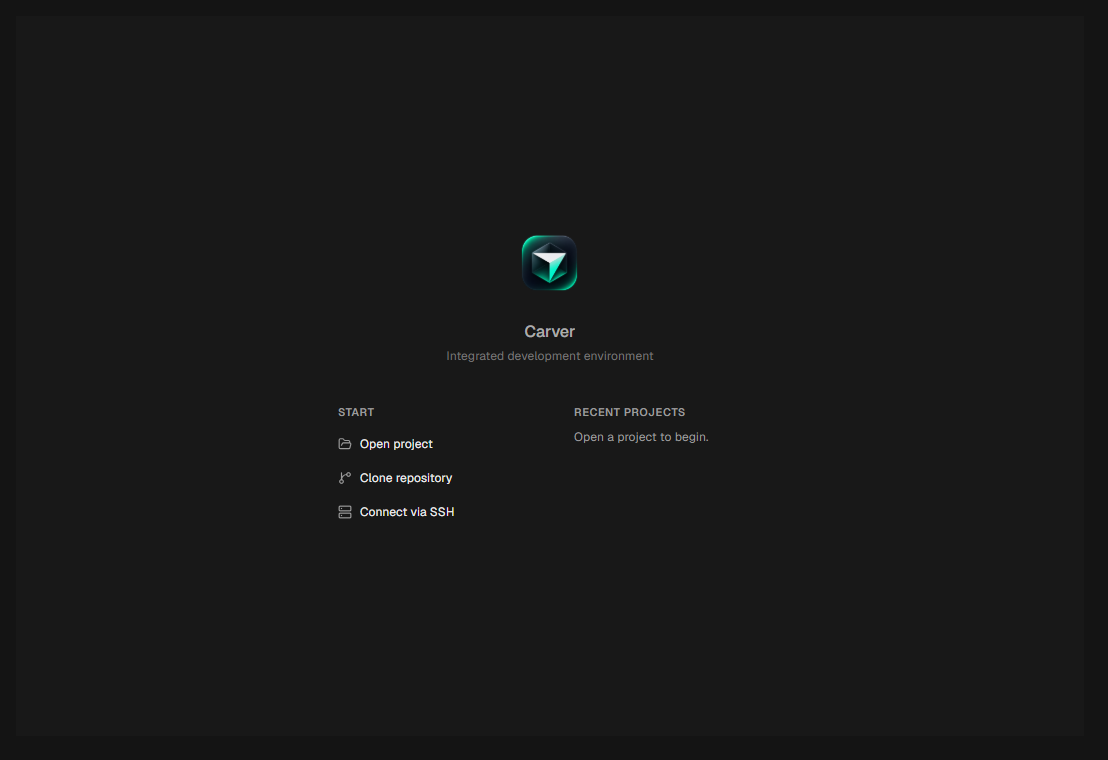 Carver
Integrated development environment
START
Open project
Clone repository
Connect via SSH
RECENT PROJECTS
Open a project to begin.